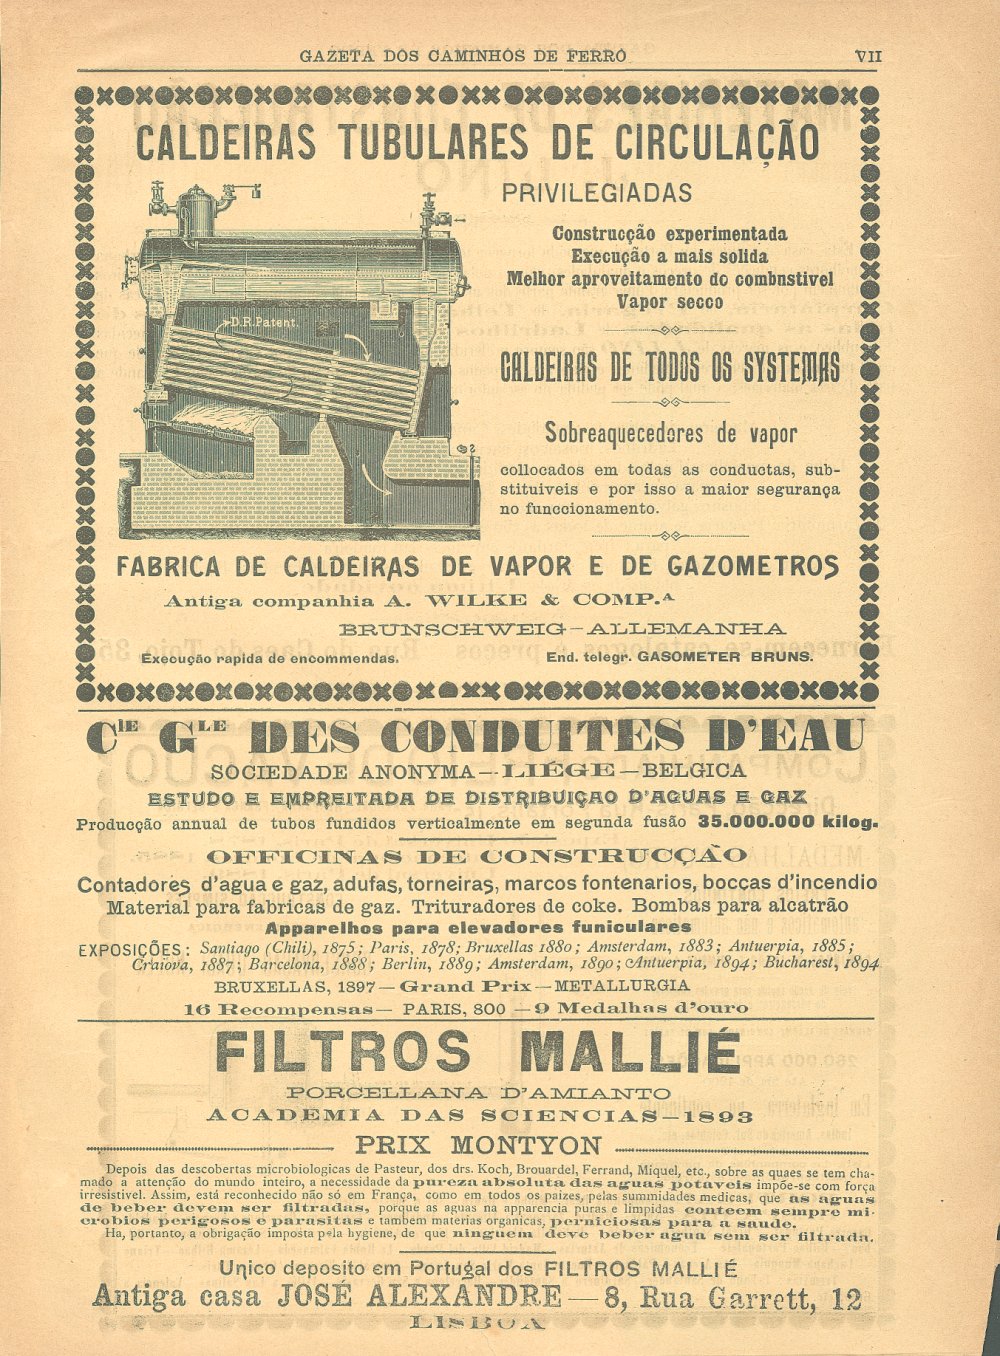 GAZETA DOS CAMINHOS DE FERRO VII
CALDEIRAS TUBULARES DE CIRCULAÇÃO
PRIVILEGIADAS
Construcção experimentada
Execução a mais solida
Melhor aproveitamento do combnstivel
Vapor secco
D.R.Patent.
CALDEIRAS DE TODOS OS SYSTEMAS
Sobreaquecedores de vapor
collocados em todas as conductas, sub-
stituiveis e por isso a maior segurança
no funccionamento.
FABRICA DE CALDEIRAS DE VAPOR E DE GAZOMETROS
Antiga companhia A. WILKE & COMP.ᴬ
BRUNSCHWEIG—ALLEMANHA
Execução rapida de encommendas. End. telegr. GASOMETER BRUNS.
Cᴵᴱ Gᴸᴱ DES CONDUITES D'EAU
SOCIEDADE ANONYMA—LIÉGE—BELGICA
ESTUDO E EMPREITADA DE DISTRIBUIÇAO D'AGUAS E GAZ
Producção annual de tubos fundidos verticalmente em segunda fusão 35.000.000 kilog.
OFFICINAS DE CONSTRUCÇÃO
Contadores d'agua e gaz, adufas, torneiras, marcos fontenarios, boccas d'incendio
Material para fabricas de gaz. Trituradores de coke. Bombas para alcatrão
Apparelhos para elevadores funiculares
EXPOSIÇÕES: Santiago (Chili), 1875; Paris, 1878; Bruxellas 1880; Amsterdam, 1883; Antuerpia, 1885;
Craiova, 1887; Barcelona, 1888; Berlin, 1889; Amsterdam, 1890; Antuerpia, 1894; Bucharest, 1894
BRUXELLAS, 1897—Grand Prix—METALLURGIA
16 Recompensas— PARIS, 800 —9 Medalhas d'ouro
FILTROS MALLIÉ
PORCELLANA D'AMIANTO
ACADEMIA DAS SCIENCIAS—1893
PRIX MONTYON
Depois das descobertas microbiologicas de Pasteur, dos drs. Koch, Brouardel, Ferrand, Miquel, etc., sobre as quaes se tem cha-
mado a attenção do mundo inteiro, a necessidade da pureza absoluta das aguas potaveis impõe-se com força
irresistivel. Assim, está reconhecido não só em França, como em todos os paizes, pelas summidades medicas, que as aguas
de beber devem ser filtradas, porque as aguas na apparencia puras e limpidas conteem sempre mi-
crobios perigosos e parasitas e tambem materias organicas, perniciosas para a saude.
Ha, portanto, a obrigação imposta pela hygiene, de que ninguem deve beber agua sem ser filtrada.
Unico deposito em Portugal dos FILTROS MALLIÉ
Antiga casa JOSÉ ALEXANDRE—8, Rua Garrett, 12
LISBOA